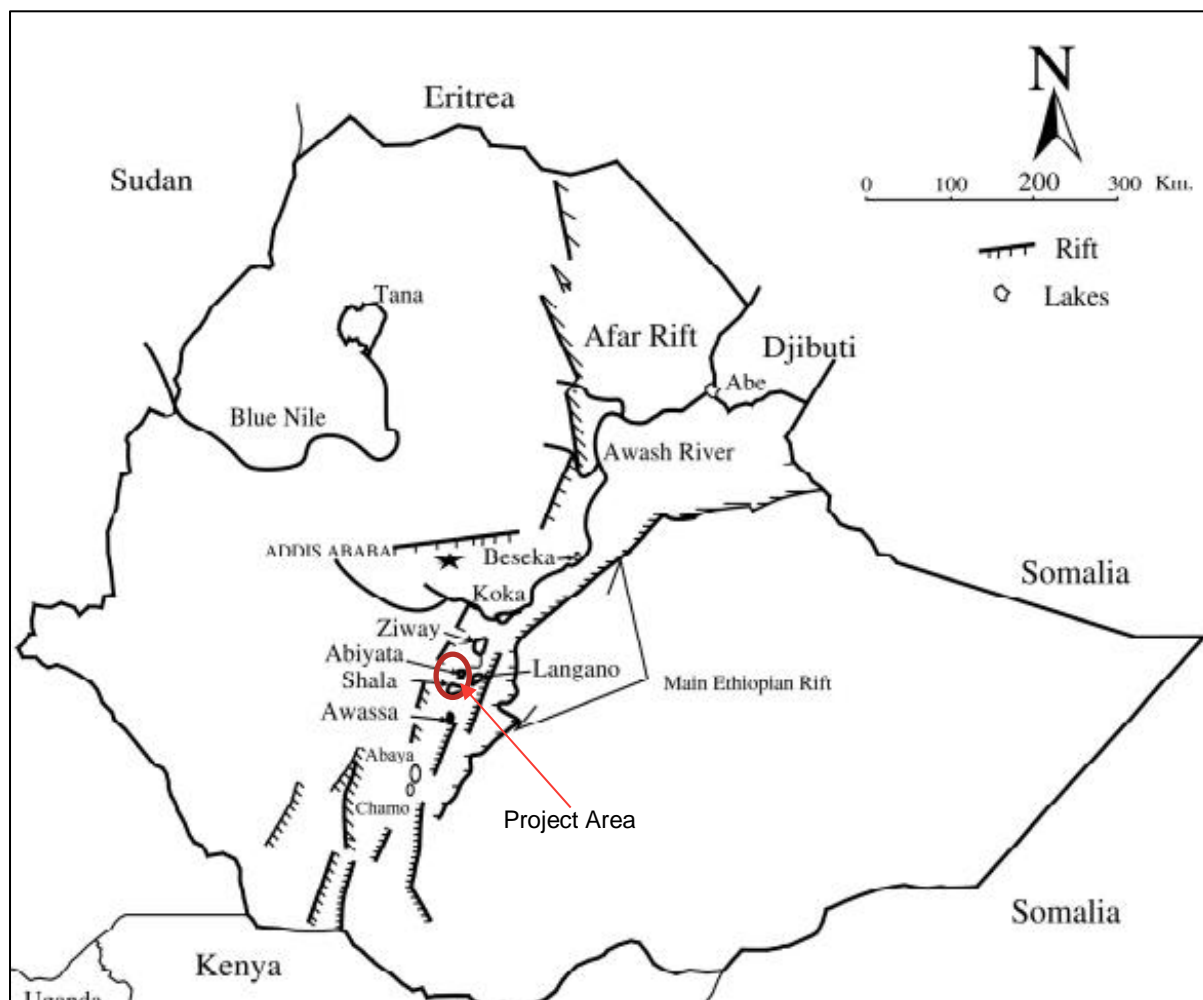 N
Eritrea
Sudan
0 100 200 300 Km.
Rift
Lakes
Tana
Afar Rift
Djibuti
Abe
Blue Nile
Awash River
ADDIS ABABA
Beseka
Koka
Somalia
Ziway
Abiyata
Langano
Shala
Main Ethiopian Rift
Awassa
Abaya
Chamo
Project Area
Somalia
Kenya
Uganda